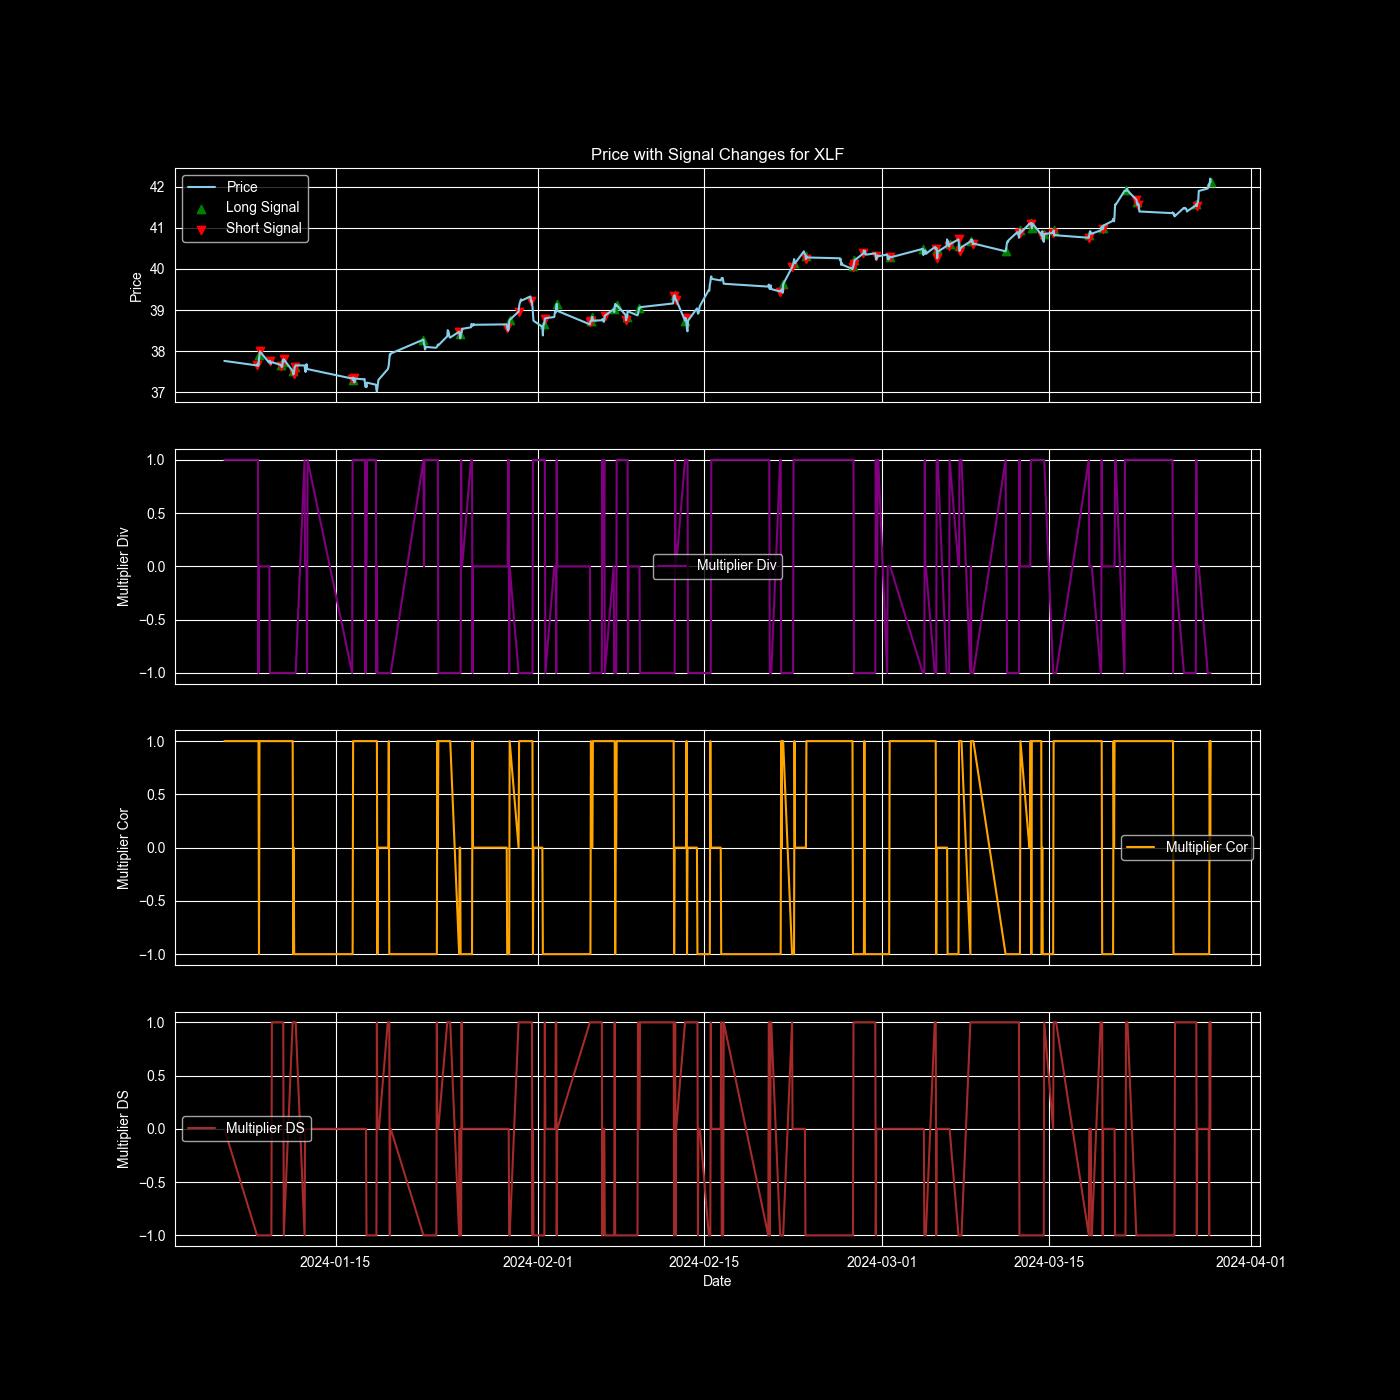 Price with Signal Changes for XLF
Price
42
41
40
39
38
37
Price
Long Signal
Short Signal
Multiplier Div
1.0
0.5
0.0
−0.5
−1.0
Multiplier Div
Multiplier Cor
1.0
0.5
0.0
−0.5
−1.0
Multiplier Cor
Multiplier DS
1.0
0.5
0.0
−0.5
−1.0
Multiplier DS
2024-01-15 2024-02-01 2024-02-15 2024-03-01 2024-03-15 2024-04-01
Date